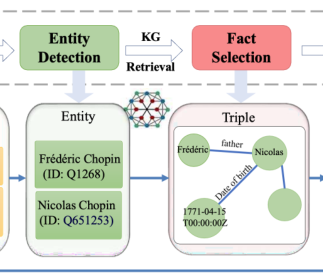 Entity
Detection
KG
Retrieval
Fact
Selection
Entity
Frédéric Chopin
(ID: Q1268)
Nicolas Chopin
(ID: Q651253)
Triple
Frédéric
father
Nicolas
Date of birth
1771-04-15
T00:00:00Z